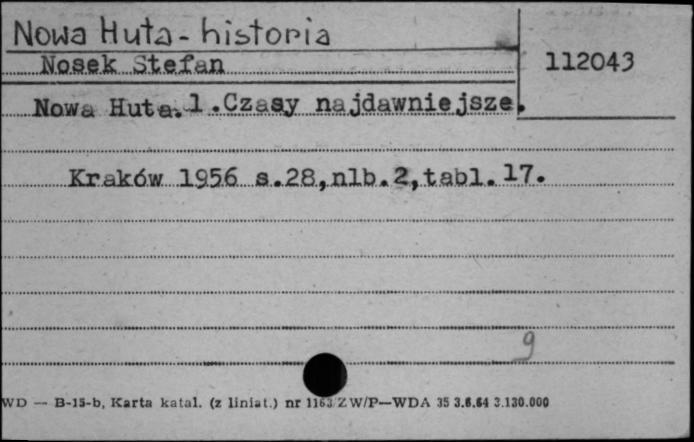 Nowa Huta - historia
Nosek Stefan
112043
Nowa Huta. 1.Czasy najdawniejsze.
Kraków 1956 s.28,nlb.2,tabl.17.
9
WD — B-15-b, Karta katal. (z liniat.) nr 1163 ZW/P—WDA 35 3.6.64 3.130.000